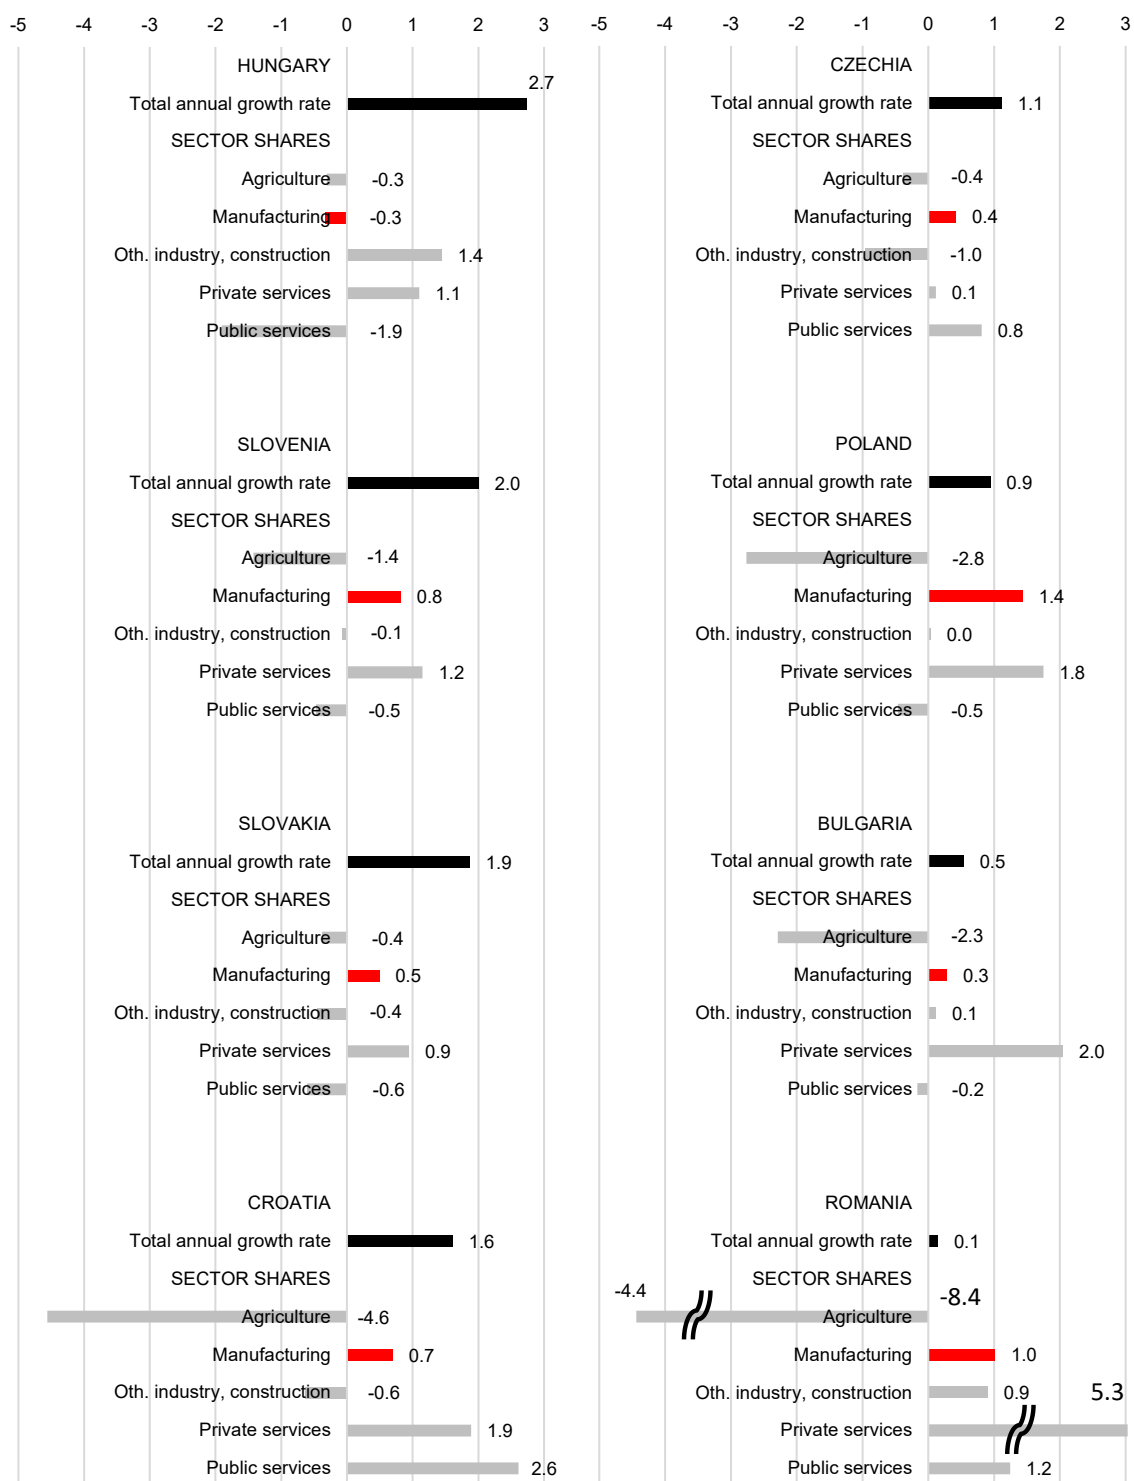 -5 -4 -3 -2 -1 0 1 2 3
HUNGARY
Total annual growth rate 2.7
SECTOR SHARES
Agriculture -0.3
Manufacturing -0.3
Oth. industry, construction 1.4
Private services 1.1
Public services -1.9
SLOVENIA
Total annual growth rate 2.0
SECTOR SHARES
Agriculture -1.4
Manufacturing 0.8
Oth. industry, construction -0.1
Private services 1.2
Public services -0.5
SLOVAKIA
Total annual growth rate 1.9
SECTOR SHARES
Agriculture -0.4
Manufacturing 0.5
Oth. industry, construction -0.4
Private services 0.9
Public services -0.6
CROATIA
Total annual growth rate 1.6
SECTOR SHARES
Agriculture -4.6
Manufacturing 0.7
Oth. industry, construction -0.6
Private services 1.9
Public services 2.6
-5 -4 -3 -2 -1 0 1 2 3
CZECHIA
Total annual growth rate 1.1
SECTOR SHARES
Agriculture -0.4
Manufacturing 0.4
Oth. industry, construction -1.0
Private services 0.1
Public services 0.8
POLAND
Total annual growth rate 0.9
SECTOR SHARES
Agriculture -2.8
Manufacturing 1.4
Oth. industry, construction 0.0
Private services 1.8
Public services -0.5
BULGARIA
Total annual growth rate 0.5
SECTOR SHARES
Agriculture -2.3
Manufacturing 0.3
Oth. industry, construction 0.1
Private services 2.0
Public services -0.2
ROMANIA
Total annual growth rate 0.1
SECTOR SHARES
-4.4 -8.4
Agriculture
Manufacturing 1.0
Oth. industry, construction 0.9 5.3
Private services
Public services 1.2